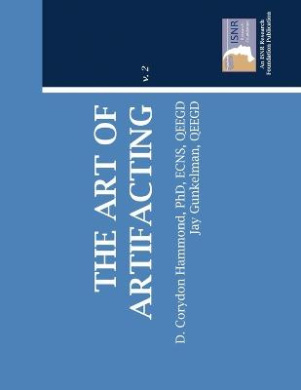 THE ART OF
ARTIFACTING
v. 2
D. Corydon Hammond, PhD, ECNS, QEEGD
Jay Gunkelman, QEEGD
ISNR
An ISNR Research
Foundation Publication